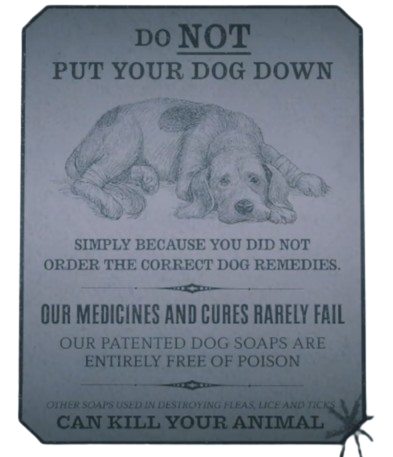 DO NOT
PUT YOUR DOG DOWN
SIMPLY BECAUSE YOU DID NOT
ORDER THE CORRECT DOG REMEDIES.
OUR MEDICINES AND CURES RARELY FAIL
OUR PATENTED DOG SOAPS ARE
ENTIRELY FREE OF POISON
OTHER SOAPS USED IN DESTROYING FLEAS, LICE AND TICKS
CAN KILL YOUR ANIMAL